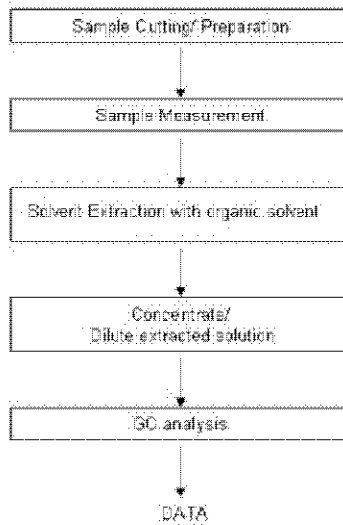 Sample Cutting/ Preparation
Sample Measurement.
Solvent Extraction with organic solvent
Concentrate/
Dilute extracted solution
GC analysis
DATA